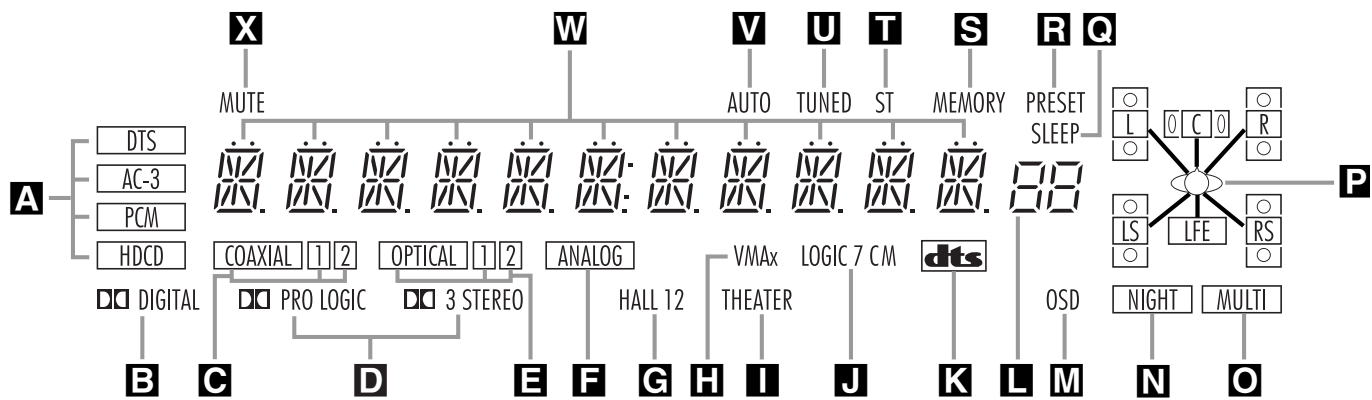 X W V U T S R Q
MUTE AUTO TUNED ST MEMORY PRESET
SLEEP
DTS
AC-3
PCM
HDCD
A
L C R
P
LS LFE RS
COAXIAL 1 2 OPTICAL 1 2 ANALOG VMAx LOGIC 7 CM dts
DIGITAL PRO LOGIC 3 STEREO HALL 12 THEATER OSD NIGHT MULTI
B C D E F G H I J K L M N O